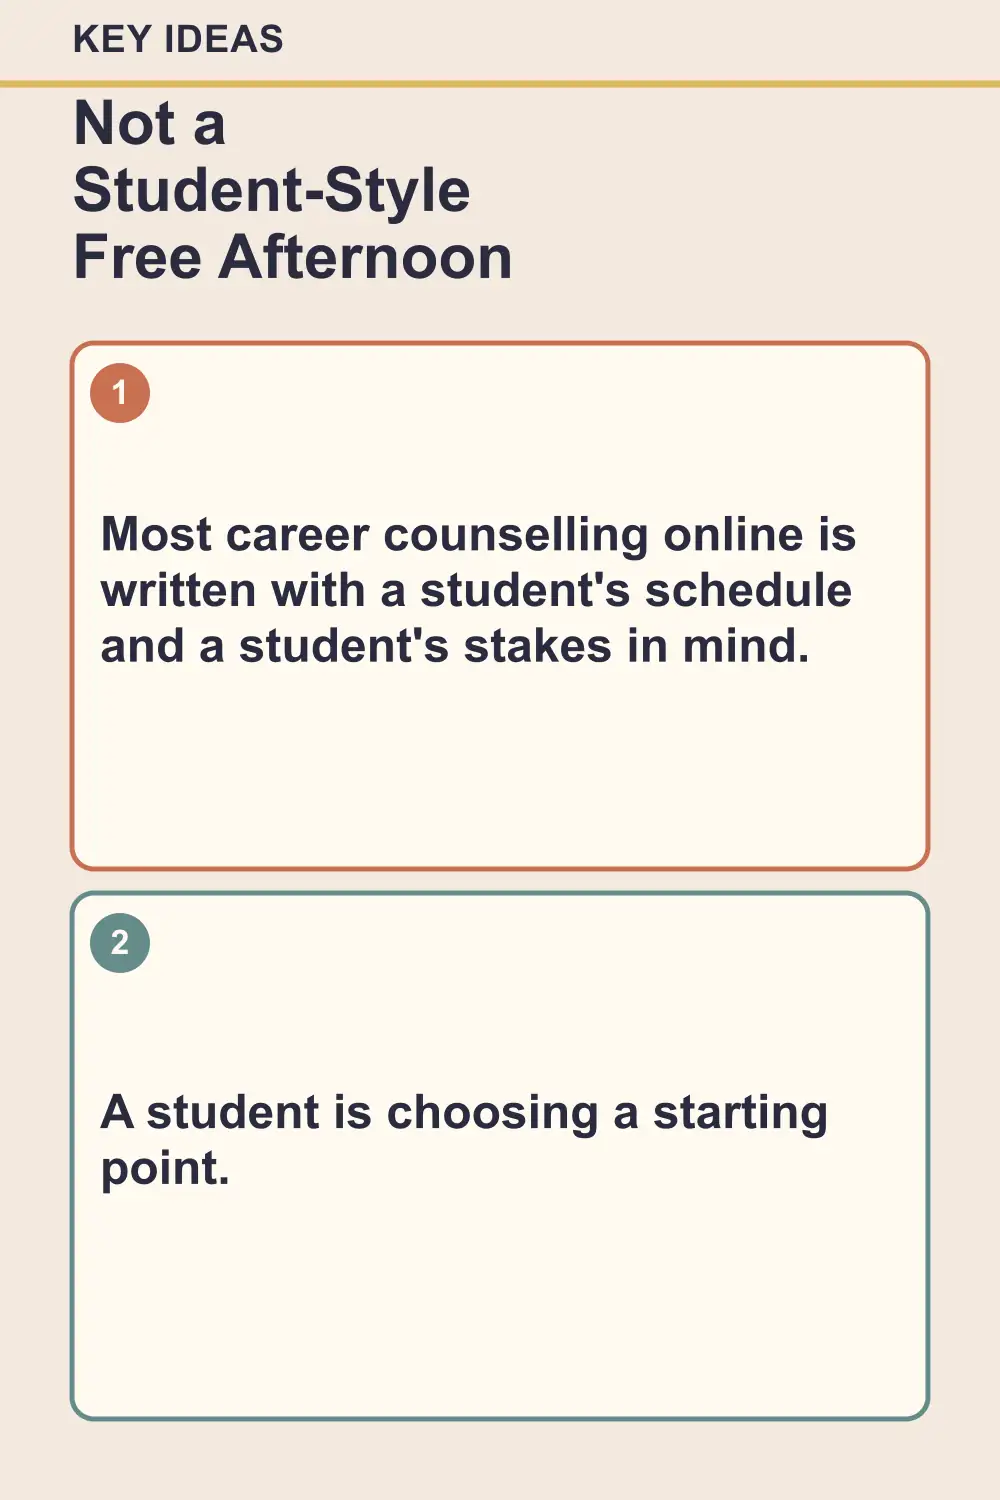 KEY IDEAS
Not a
Student-Style
Free Afternoon
1
Most career counselling online is
written with a student's schedule
and a student's stakes in mind.
2
A student is choosing a starting
point.